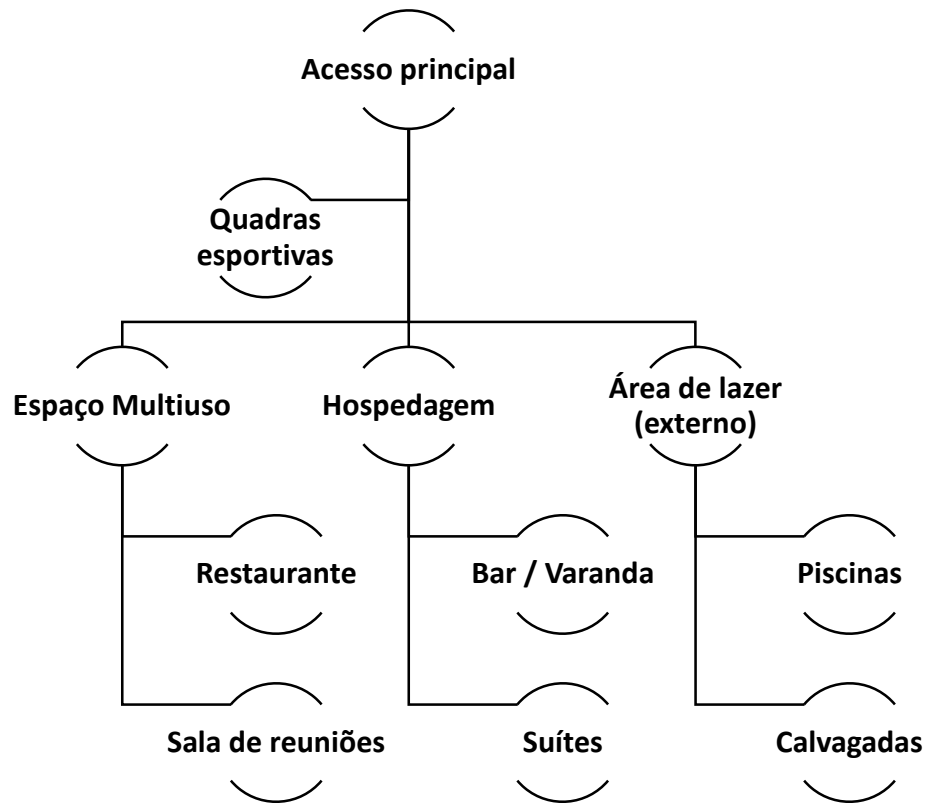 Acesso principal
Quadras
esportivas
Espaço Multiuso
Hospedagem
Área de lazer
(externo)
Restaurante
Bar / Varanda
Piscinas
Sala de reuniões
Suítes
Calvagadas